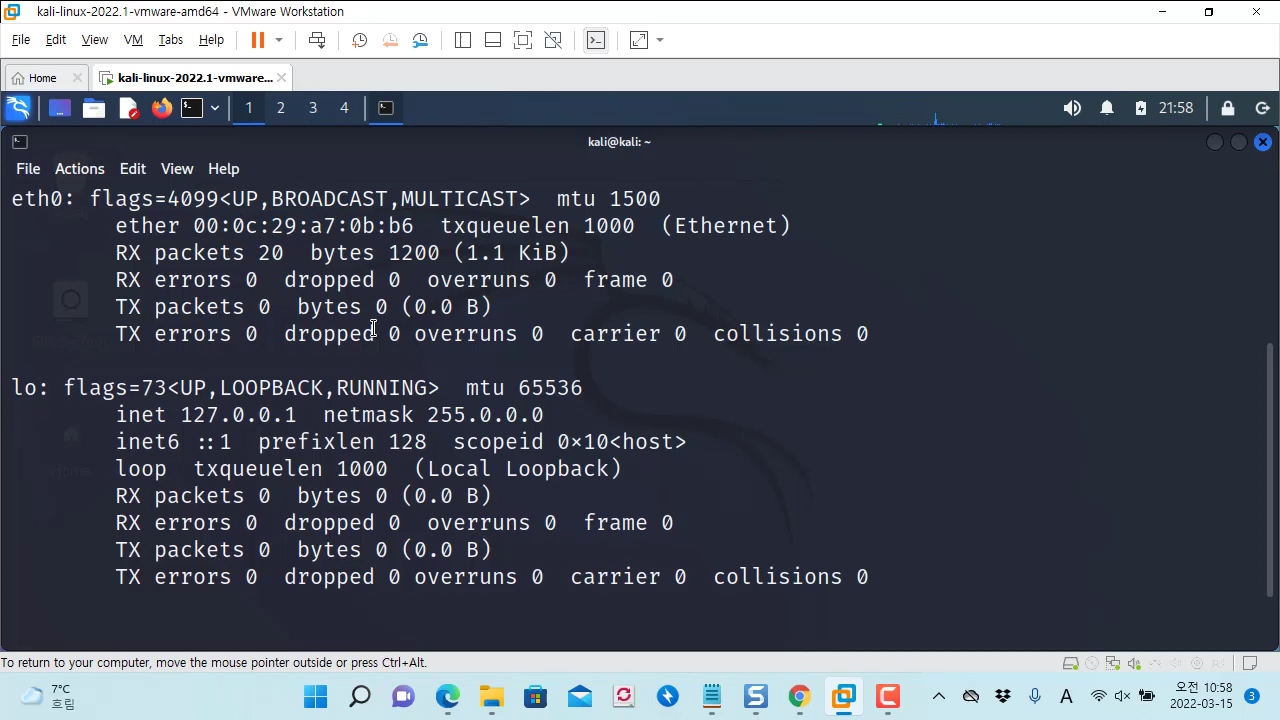 kali-linux-2022.1-vmware-amd64 - VMware Workstation
File Edit View VM Tabs Help
Home kali-linux-2022.1-vmware...
1 2 3 4 21:58
kali@kali: ~
File Actions Edit View Help
eth0: flags=4099<UP,BROADCAST,MULTICAST> mtu 1500
ether 00:0c:29:a7:0b:b6 txqueuelen 1000 (Ethernet)
RX packets 20 bytes 1200 (1.1 KiB)
RX errors 0 dropped 0 overruns 0 frame 0
TX packets 0 bytes 0 (0.0 B)
TX errors 0 dropped 0 overruns 0 carrier 0 collisions 0
lo: flags=73<UP,LOOPBACK,RUNNING> mtu 65536
inet 127.0.0.1 netmask 255.0.0.0
inet6 ::1 prefixlen 128 scopeid 0×10<host>
loop txqueuelen 1000 (Local Loopback)
RX packets 0 bytes 0 (0.0 B)
RX errors 0 dropped 0 overruns 0 frame 0
TX packets 0 bytes 0 (0.0 B)
TX errors 0 dropped 0 overruns 0 carrier 0 collisions 0
To return to your computer, move the mouse pointer outside or press Ctrl+Alt.
7°C
흐림
A
오전 10:58
2022-03-15
3